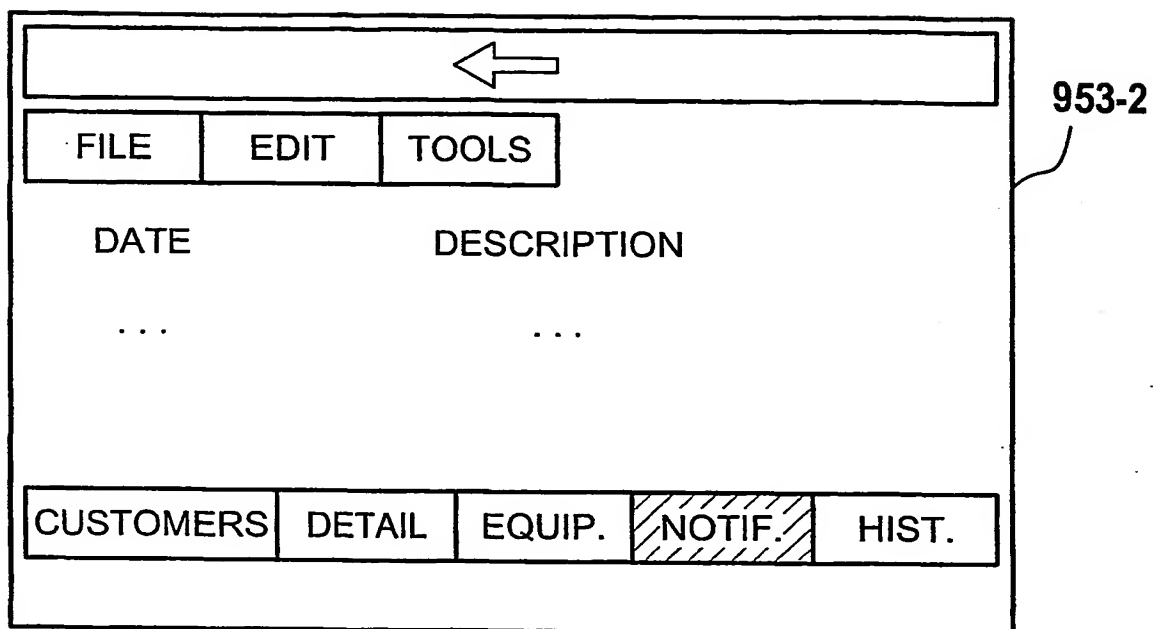 953-2
FILE EDIT TOOLS
DATE DESCRIPTION
... ...
CUSTOMERS DETAIL EQUIP. NOTIF. HIST.